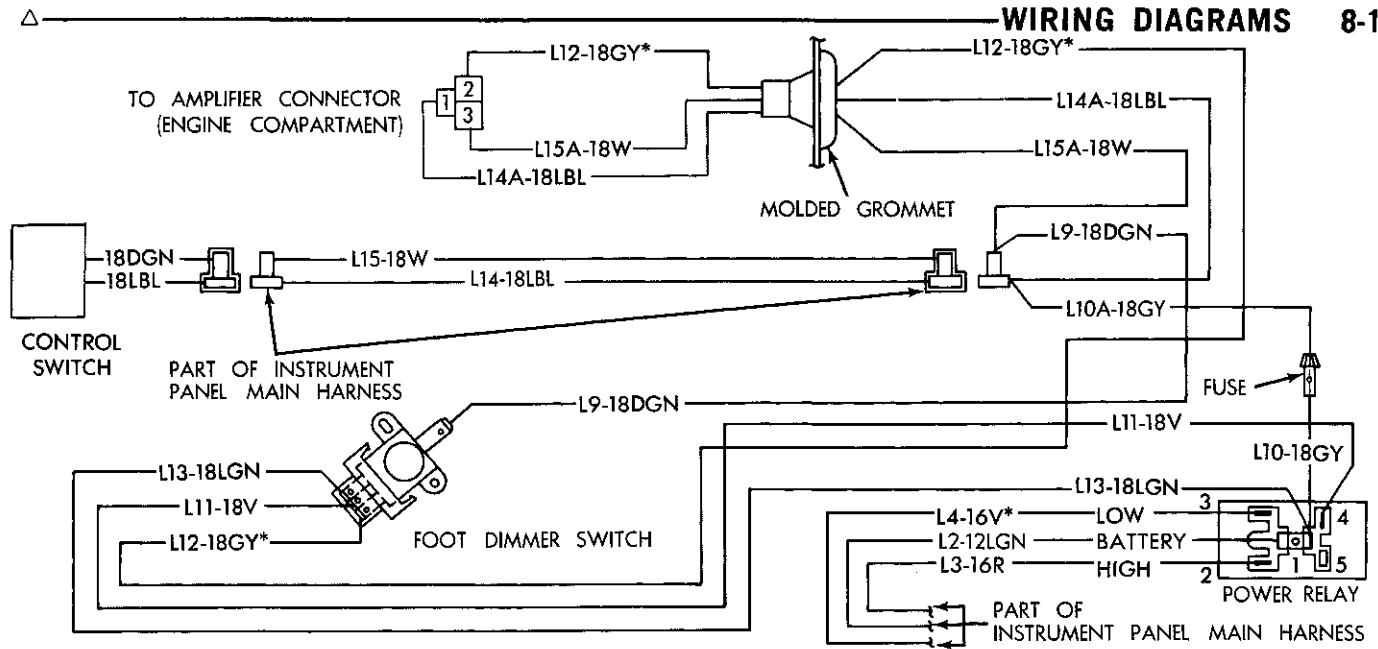 WIRING DIAGRAMS 8-1
L12-18GY*
L12-18GY*
TO AMPLIFIER CONNECTOR
(ENGINE COMPARTMENT)
1
2
3
L14A-18LBL
L15A-18W
L15A-18W
L14A-18LBL
MOLDED GROMMET
L9-18DGN
18DGN
L15-18W
18LBL
L14-18LBL
L10A-18GY
CONTROL
SWITCH
PART OF INSTRUMENT
PANEL MAIN HARNESS
FUSE
L9-18DGN
L11-18V
L10-18GY
L13-18LGN
L13-18LGN
L11-18V
L4-16V* LOW
3
4
L12-18GY*
FOOT DIMMER SWITCH
L2-12LGN BATTERY
L3-16R HIGH
2
1
5
POWER RELAY
PART OF
INSTRUMENT PANEL MAIN HARNESS